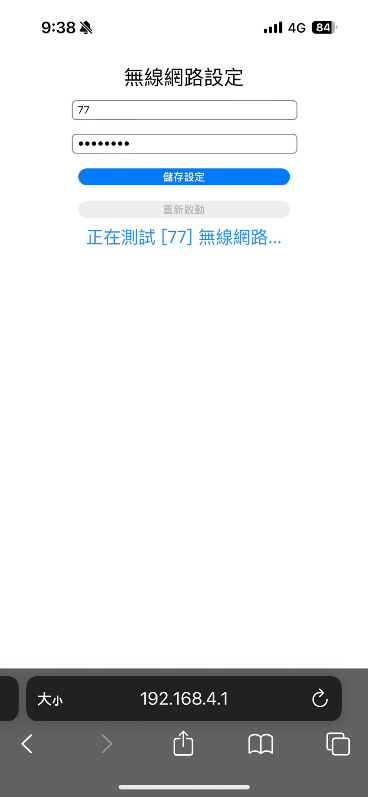 9:38
4G 84
無線網路設定
77
••••••••
儲存設定
重新啟動
正在測試 [77] 無線網路...
大小 192.168.4.1